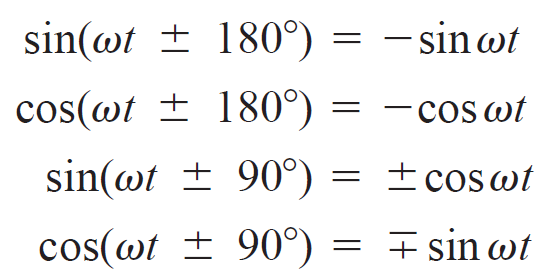 sin(ωt ± 180°) = −sin ωt
cos(ωt ± 180°) = −cos ωt
sin(ωt ± 90°) = ±cos ωt
cos(ωt ± 90°) = ∓sin ωt